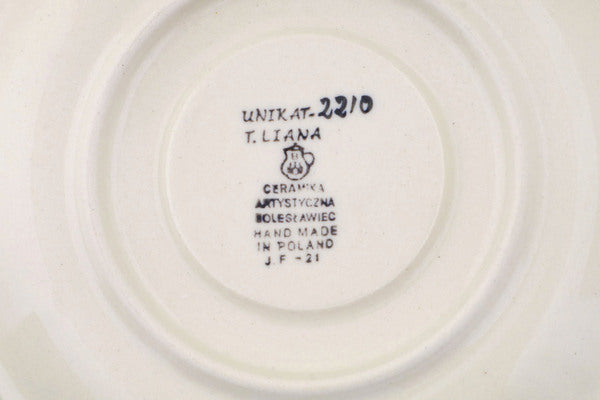 UNIKAT-2210
T. LIANA
CERAMIKA
ARTYSTYCZNA
BOLESŁAWIEC
HAND MADE
IN POLAND
J.F -21